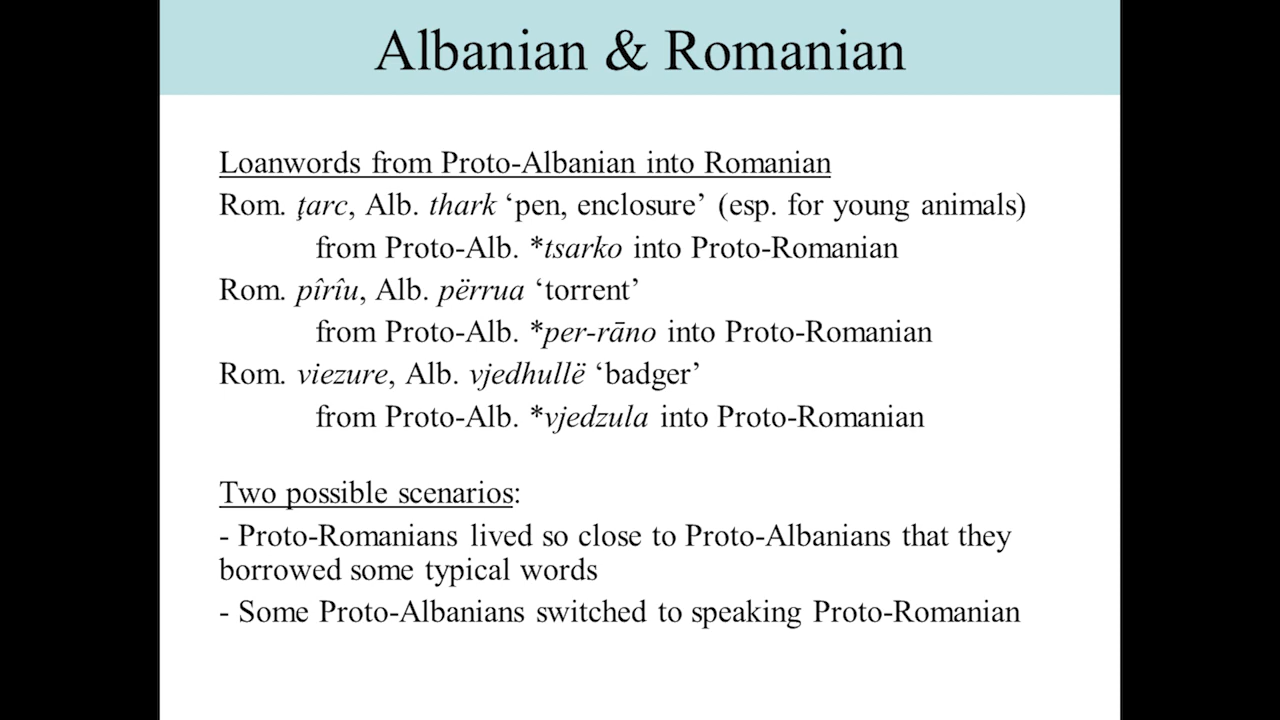 Albanian & Romanian
Loanwords from Proto-Albanian into Romanian
Rom. ţarc, Alb. thark ‘pen, enclosure’ (esp. for young animals)
from Proto-Alb. *tsarko into Proto-Romanian
Rom. pîrîu, Alb. përrua ‘torrent’
from Proto-Alb. *per-rāno into Proto-Romanian
Rom. viezure, Alb. vjedhullë ‘badger’
from Proto-Alb. *vjedzula into Proto-Romanian
Two possible scenarios:
- Proto-Romanians lived so close to Proto-Albanians that they
borrowed some typical words
- Some Proto-Albanians switched to speaking Proto-Romanian